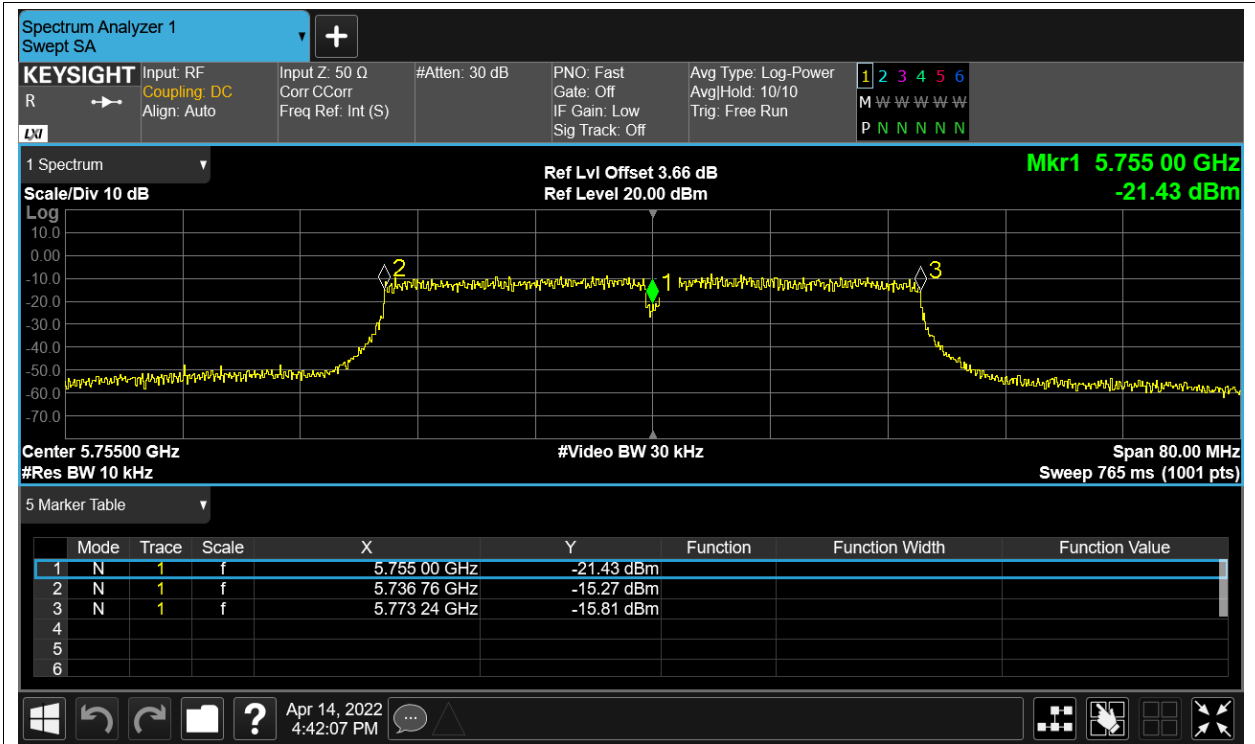 Spectrum Analyzer 1
Swept SA
+
KEYSIGHT Input: RF Input Z: 50 Ω #Atten: 30 dB PNO: Fast Avg Type: Log-Power 1 2 3 4 5 6
R Coupling: DC Corr CCorr Gate: Off Avg|Hold: 10/10 M W W W W W
Align: Auto Freq Ref: Int (S) IF Gain: Low Trig: Free Run
LXI Sig Track: Off P N N N N N
1 Spectrum Ref Lvl Offset 3.66 dB Mkr1 5.755 00 GHz
Scale/Div 10 dB Ref Level 20.00 dBm -21.43 dBm
Log
10.0
0.00
-10.0
-20.0
-30.0
-40.0
-50.0
-60.0
-70.0
2 1 3
Center 5.75500 GHz #Video BW 30 kHz Span 80.00 MHz
#Res BW 10 kHz Sweep 765 ms (1001 pts)
5 Marker Table
Mode Trace Scale X Y Function Function Width Function Value
1 N 1 f 5.755 00 GHz -21.43 dBm
2 N 1 f 5.736 76 GHz -15.27 dBm
3 N 1 f 5.773 24 GHz -15.81 dBm
4
5
6
? Apr 14, 2022
4:42:07 PM